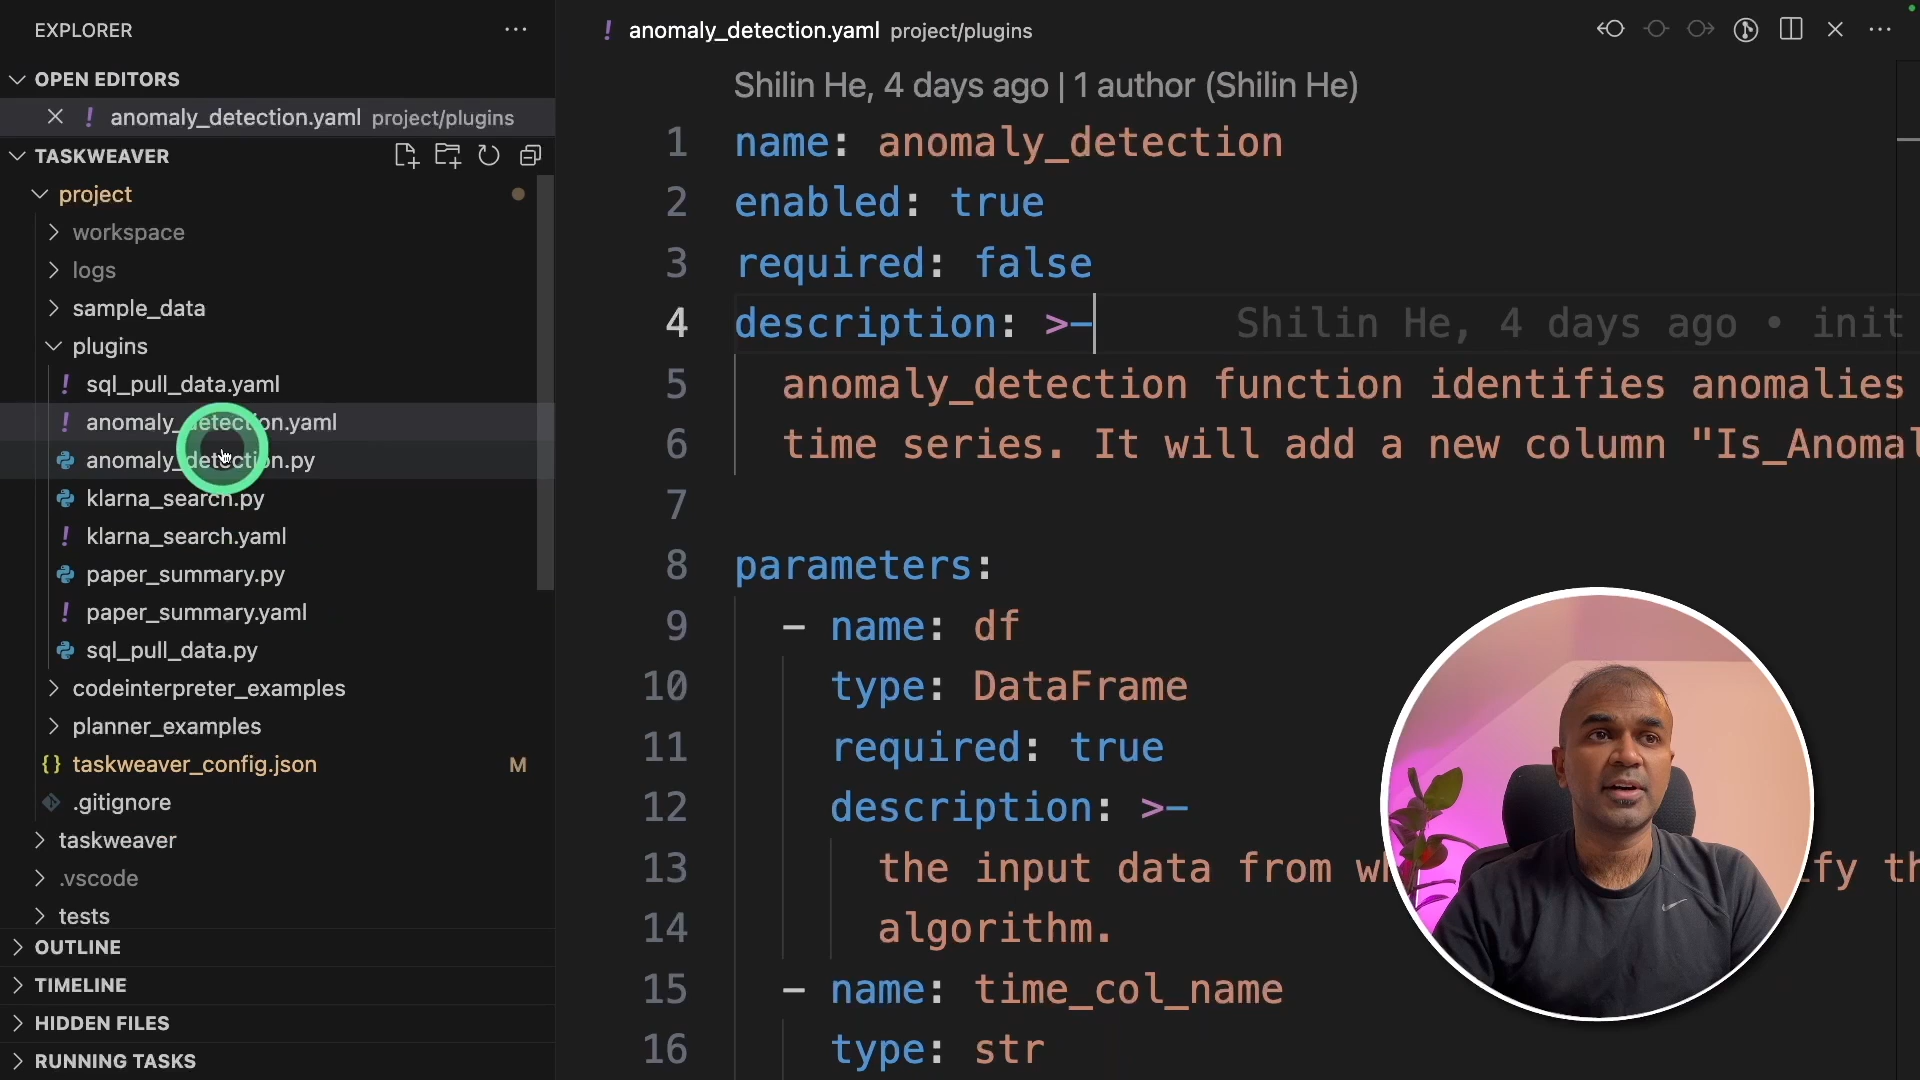 EXPLORER
OPEN EDITORS
! anomaly_detection.yaml project/plugins
TASKWEAVER
project
workspace
logs
sample_data
plugins
! sql_pull_data.yaml
! anomaly_detection.yaml
anomaly_detection.py
klarna_search.py
! klarna_search.yaml
paper_summary.py
! paper_summary.yaml
sql_pull_data.py
codeinterpreter_examples
planner_examples
{} taskweaver_config.json M
.gitignore
taskweaver
.vscode
tests
OUTLINE
TIMELINE
HIDDEN FILES
RUNNING TASKS
! anomaly_detection.yaml project/plugins
Shilin He, 4 days ago | 1 author (Shilin He)
1 name: anomaly_detection
2 enabled: true
3 required: false
4 description: >- Shilin He, 4 days ago • init
5 anomaly_detection function identifies anomalies
6 time series. It will add a new column "Is_Anomal
7
8 parameters:
9 - name: df
10 type: DataFrame
11 required: true
12 description: >-
13 the input data from
14 algorithm.
15 - name: time_col_name
16 type: str